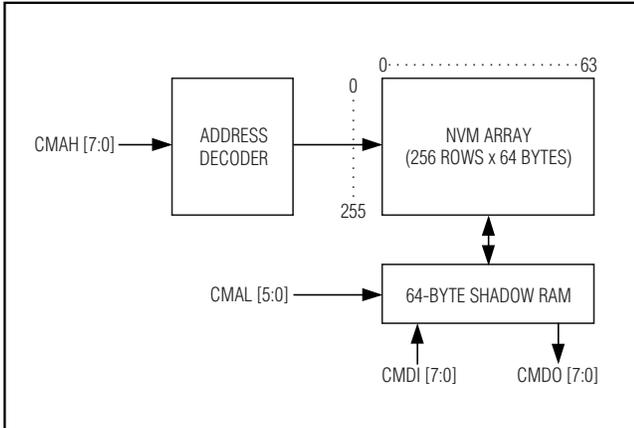 0 63
0
ADDRESS
DECODER
NVM ARRAY
(256 ROWS x 64 BYTES)
CMAH [7:0]
255
CMAL [5:0]
64-BYTE SHADOW RAM
CMDI [7:0]
CMDO [7:0]